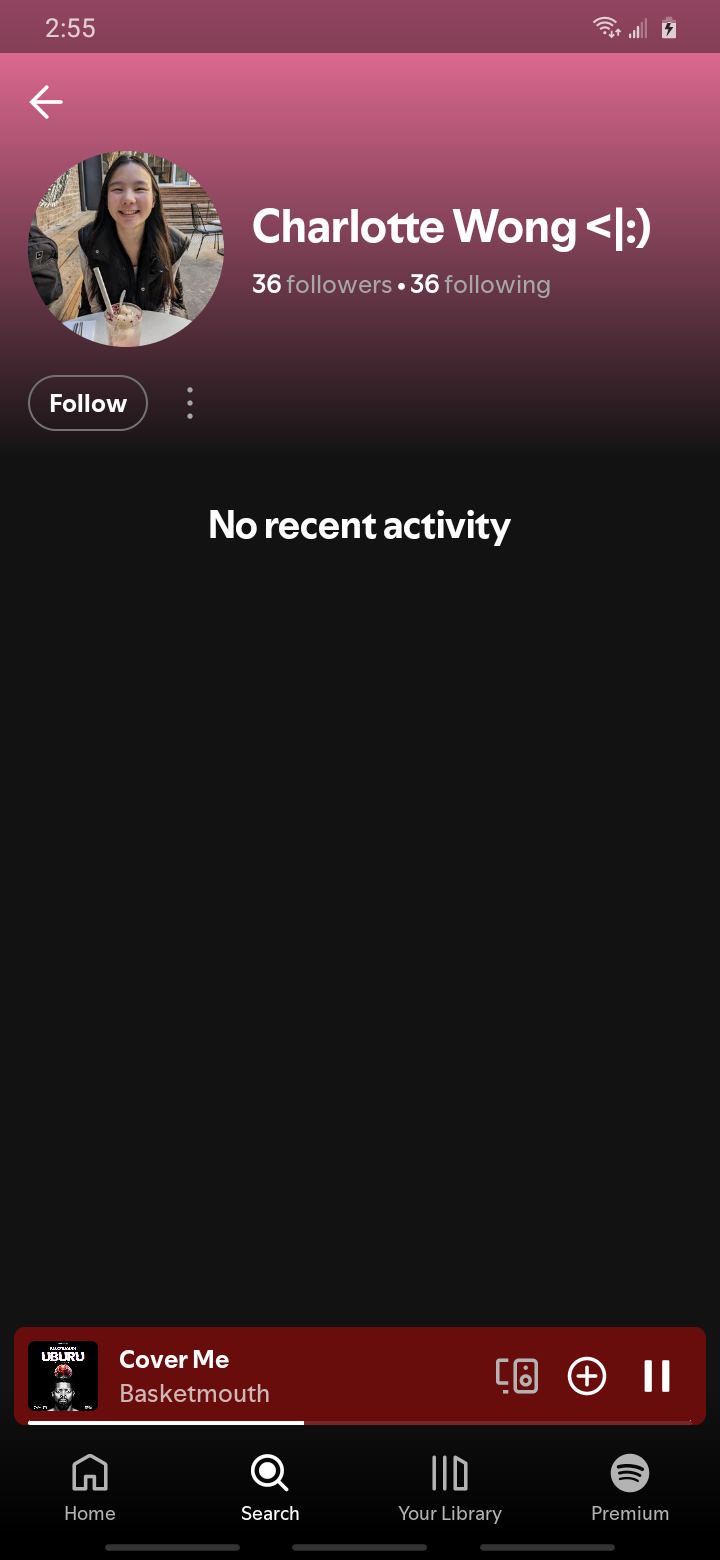 2:55
Charlotte Wong <|:)
36 followers • 36 following
Follow
No recent activity
UBURU
Cover Me
Basketmouth
Home
Search
Your Library
Premium